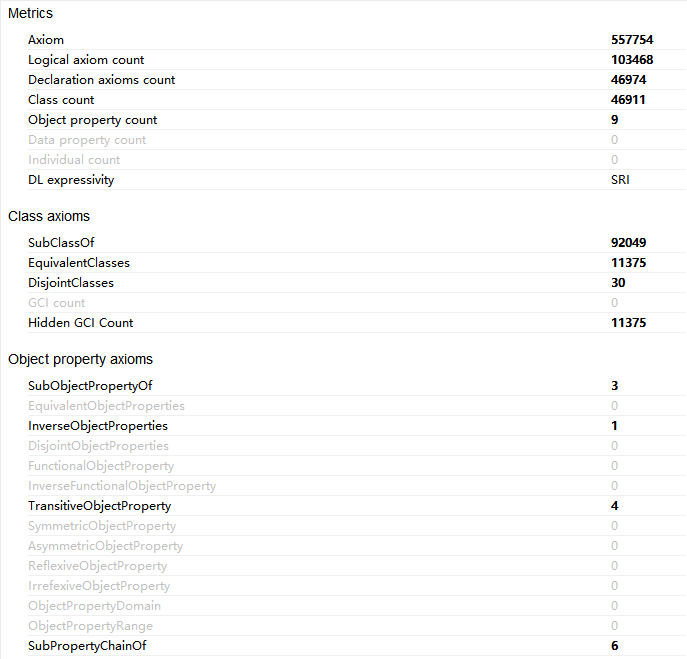 Metrics
Axiom 557754
Logical axiom count 103468
Declaration axioms count 46974
Class count 46911
Object property count 9
Data property count 0
Individual count 0
DL expressivity SRI
Class axioms
SubClassOf 92049
EquivalentClasses 11375
DisjointClasses 30
GCI count 0
Hidden GCI Count 11375
Object property axioms
SubObjectPropertyOf 3
EquivalentObjectProperties 0
InverseObjectProperties 1
DisjointObjectProperties 0
FunctionalObjectProperty 0
InverseFunctionalObjectProperty 0
TransitiveObjectProperty 4
SymmetricObjectProperty 0
AsymmetricObjectProperty 0
ReflexiveObjectProperty 0
IrrefexiveObjectProperty 0
ObjectPropertyDomain 0
ObjectPropertyRange 0
SubPropertyChainOf 6